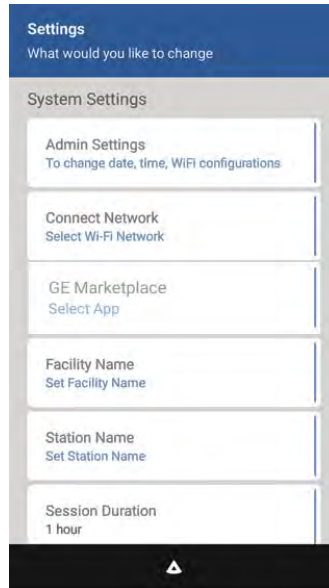 Settings
What would you like to change
System Settings
Admin Settings
To change date, time, WiFi configurations
Connect Network
Select Wi-Fi Network
GE Marketplace
Select App
Facility Name
Set Facility Name
Station Name
Set Station Name
Session Duration
1 hour